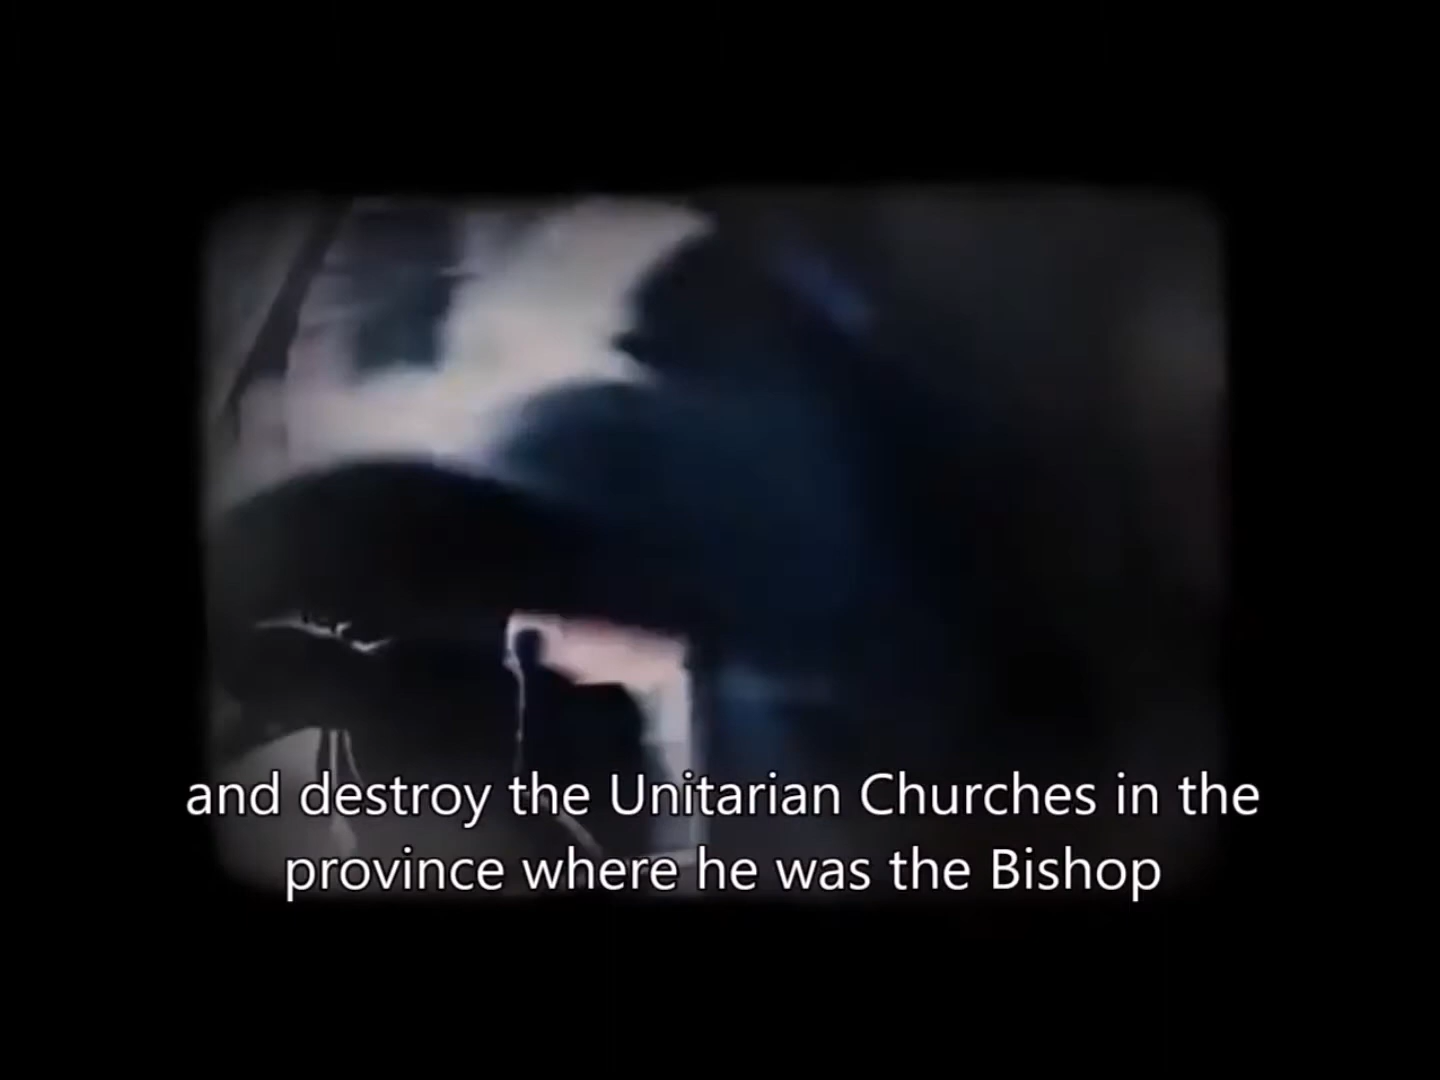 and destroy the Unitarian Churches in the
province where he was the Bishop